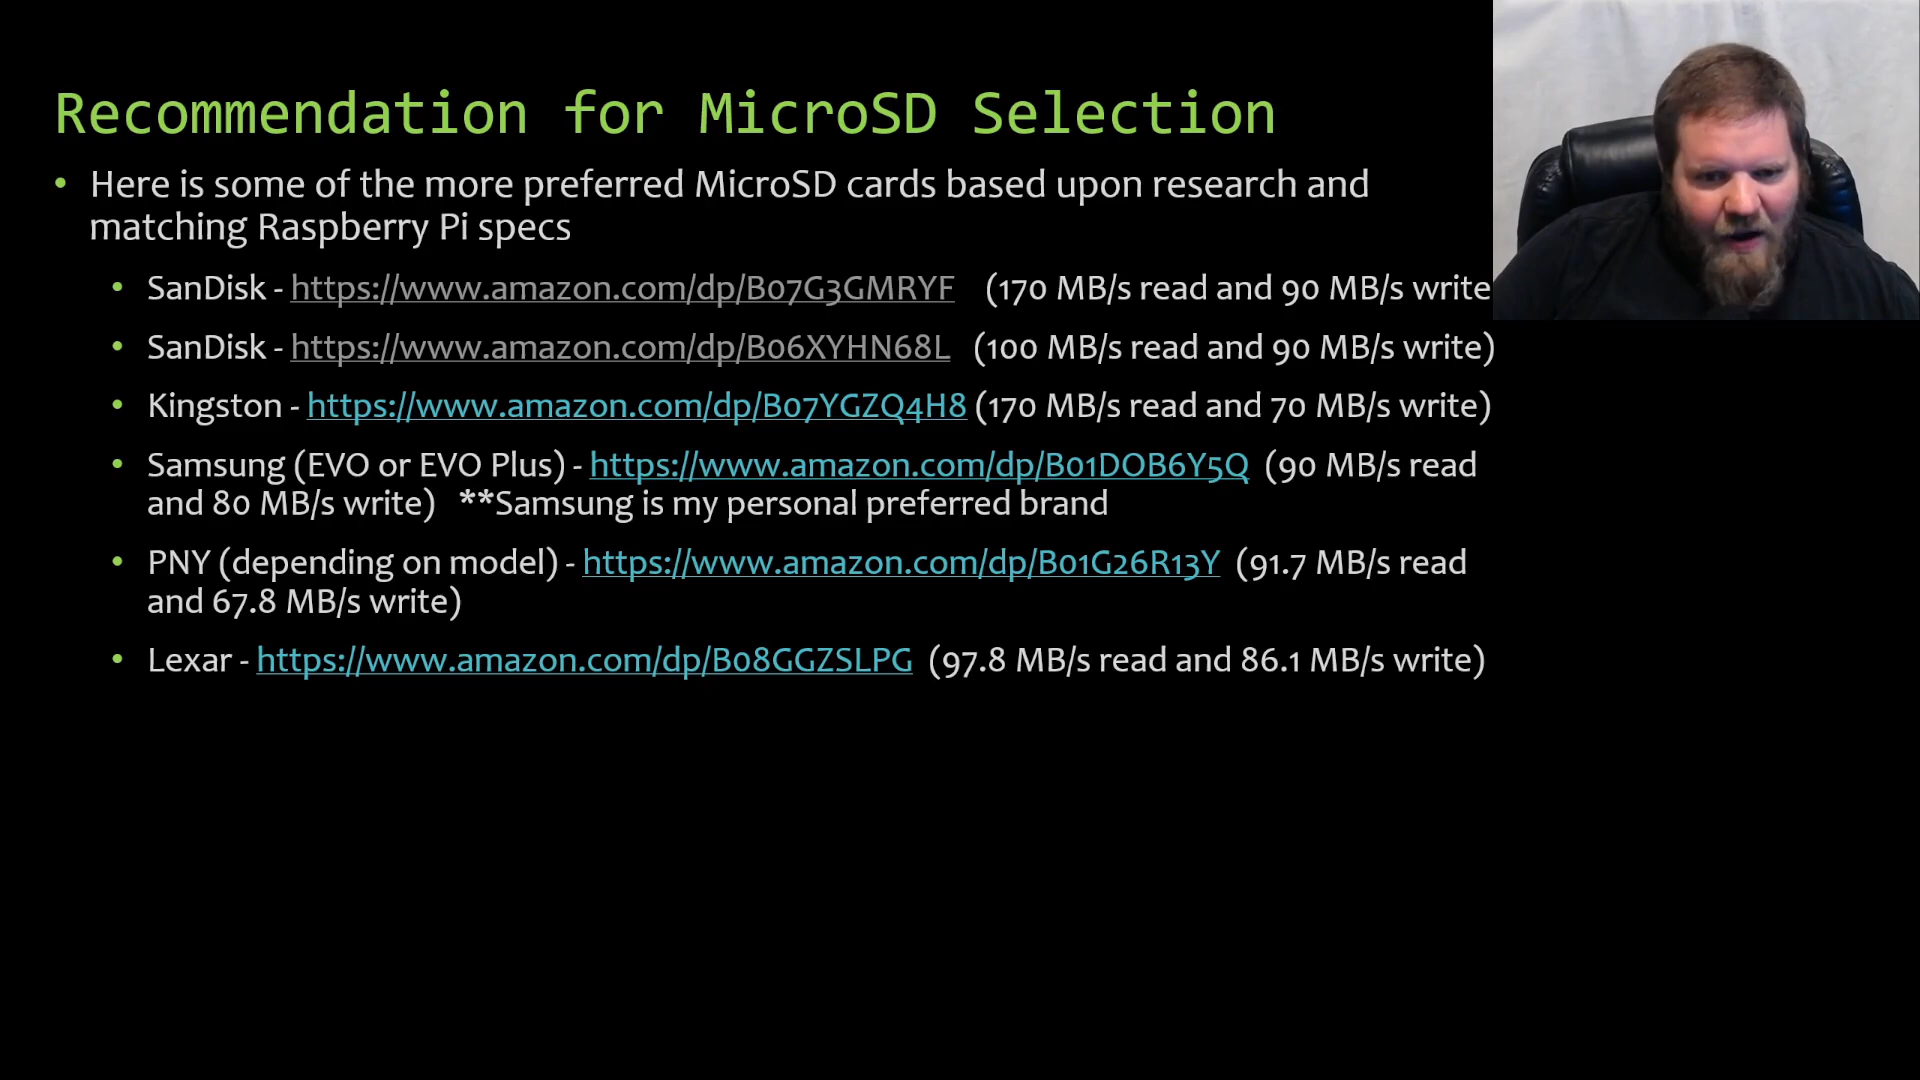 Recommendation for MicroSD Selection
• Here is some of the more preferred MicroSD cards based upon research and
matching Raspberry Pi specs
• SanDisk - https://www.amazon.com/dp/B07G3GMRYF (170 MB/s read and 90 MB/s write
• SanDisk - https://www.amazon.com/dp/B06XYHN68L (100 MB/s read and 90 MB/s write)
• Kingston - https://www.amazon.com/dp/B07YGZQ4H8 (170 MB/s read and 70 MB/s write)
• Samsung (EVO or EVO Plus) - https://www.amazon.com/dp/B01DOB6Y5Q (90 MB/s read
and 80 MB/s write) **Samsung is my personal preferred brand
• PNY (depending on model) - https://www.amazon.com/dp/B01G26R13Y (91.7 MB/s read
and 67.8 MB/s write)
• Lexar - https://www.amazon.com/dp/B08GGZSLPG (97.8 MB/s read and 86.1 MB/s write)